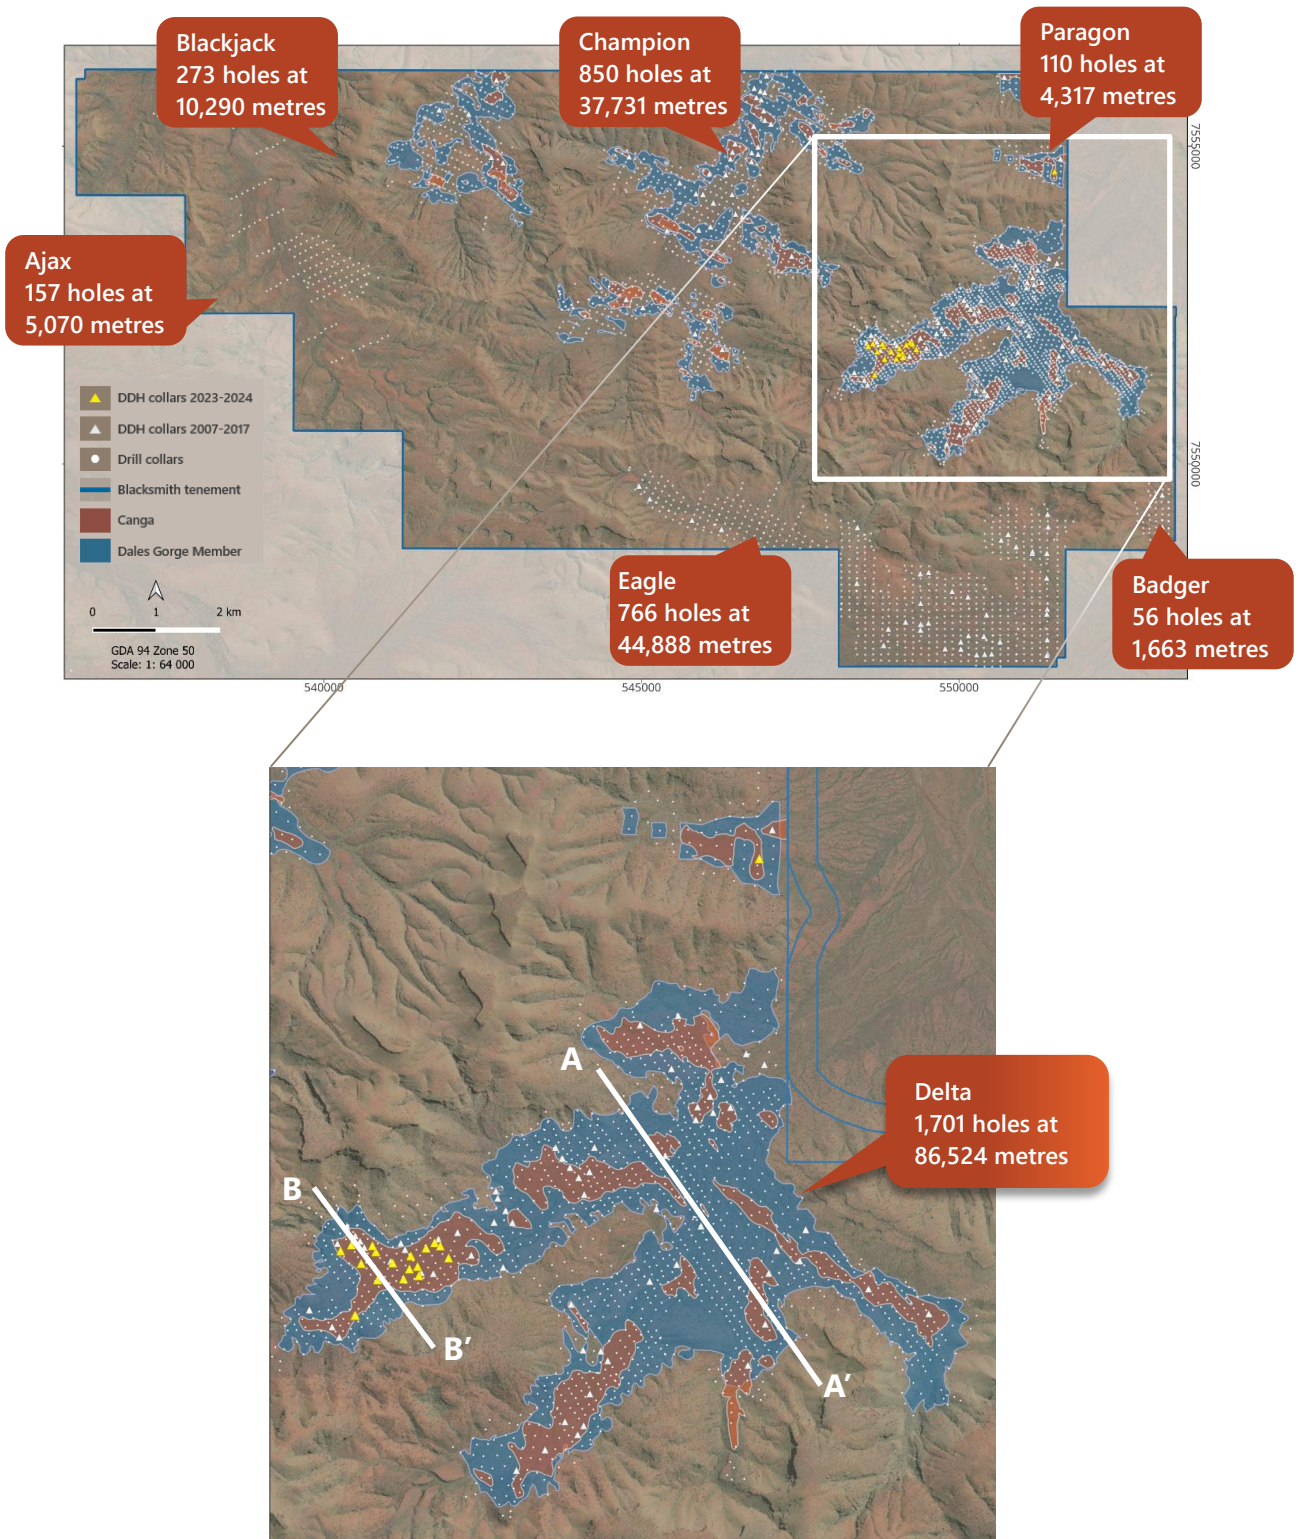 Blackjack
273 holes at
10,290 metres
Champion
850 holes at
37,731 metres
Paragon
110 holes at
4,317 metres
7555000
Ajax
157 holes at
5,070 metres
DDH collars 2023-2024
DDH collars 2007-2017
Drill collars
Blacksmith tenement
Canga
Dales Gorge Member
0 1 2 km
GDA 94 Zone 50
Scale: 1: 64 000
7550000
Eagle
766 holes at
44,888 metres
Badger
56 holes at
1,663 metres
540000 545000 550000
A
Delta
1,701 holes at
86,524 metres
B
B’
A’